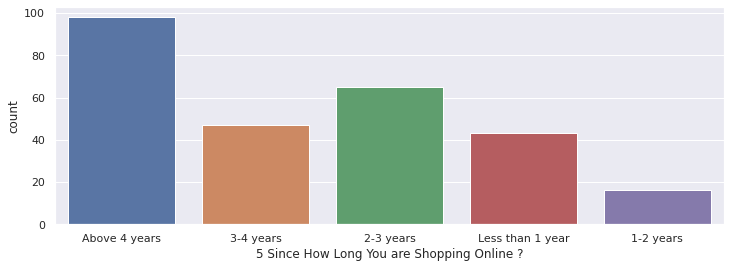 100
80
60
40
20
0
count
Above 4 years
3-4 years
2-3 years
Less than 1 year
1-2 years
5 Since How Long You are Shopping Online ?